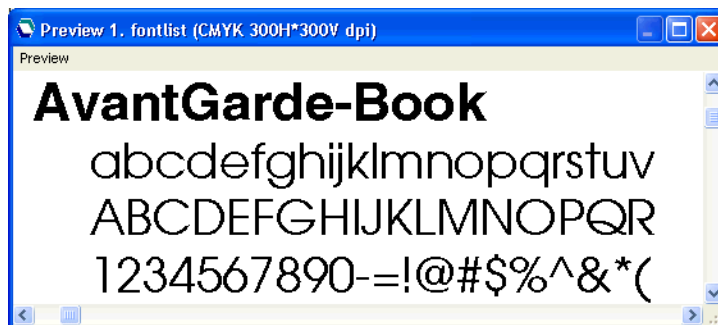 Preview 1. fontlist (CMYK 300H*300V dpi)
Preview
AvantGarde-Book
abcdefghijklmnopqrstuv
ABCDEFGHIJKLMNOPQR
1234567890-=!@#$%^&*(